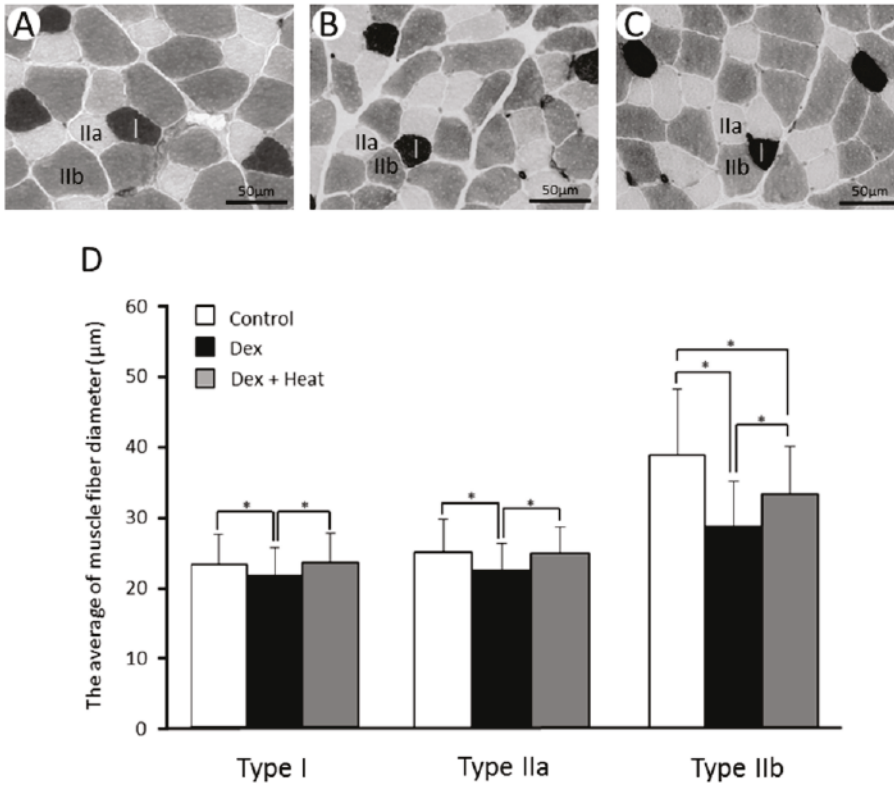 A B C
IIa I
IIb
50μm
IIa I
IIb
50μm
IIa
IIb I
50μm
D
The average of muscle fiber diameter (μm)
60
50
40
30
20
10
0
Control
Dex
Dex + Heat
* *
* *
*
*
*
Type I Type IIa Type IIb